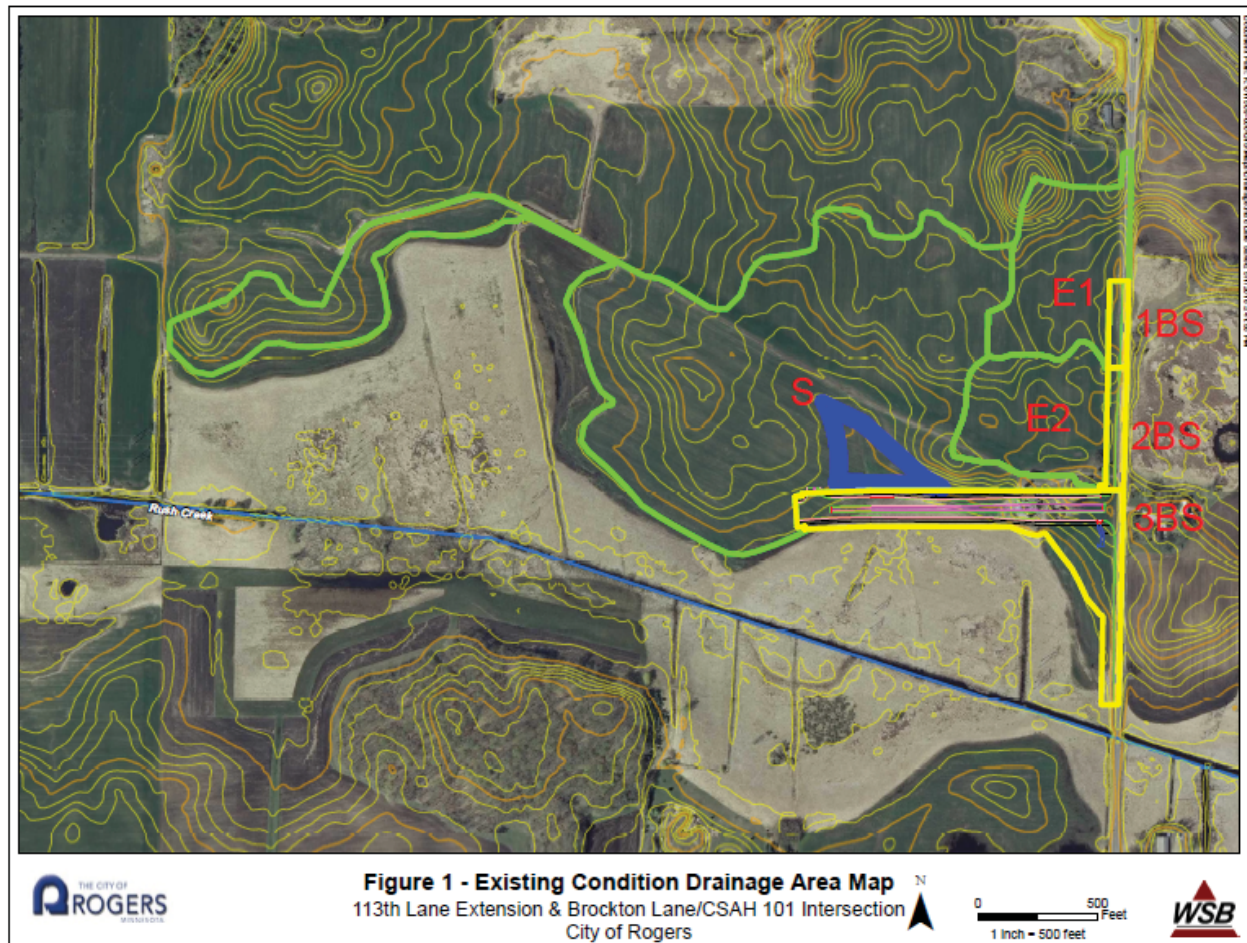 S
E1
1BS
E2
2BS
3BS
Rush Creek
THE CITY OF
ROGERS
MINNESOTA
Figure 1 - Existing Condition Drainage Area Map
113th Lane Extension & Brockton Lane/CSAH 101 Intersection
City of Rogers
N
0 500
Feet
1 Inch = 500 feet
WSB